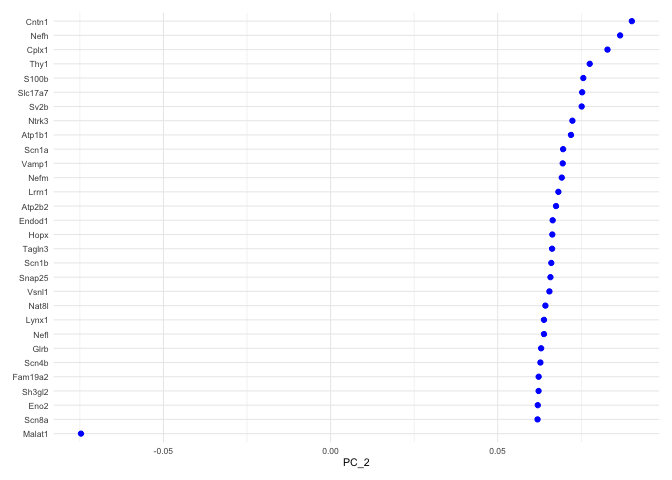 Cntn1
Nefh
Cplx1
Thy1
S100b
Slc17a7
Sv2b
Ntrk3
Atp1b1
Scn1a
Vamp1
Nefm
Lrrn1
Atp2b2
Endod1
Hopx
Tagln3
Scn1b
Snap25
Vsnl1
Nat8l
Lynx1
Nefl
Glrb
Scn4b
Fam19a2
Sh3gl2
Eno2
Scn8a
Malat1
-0.05 0.00 0.05
PC_2